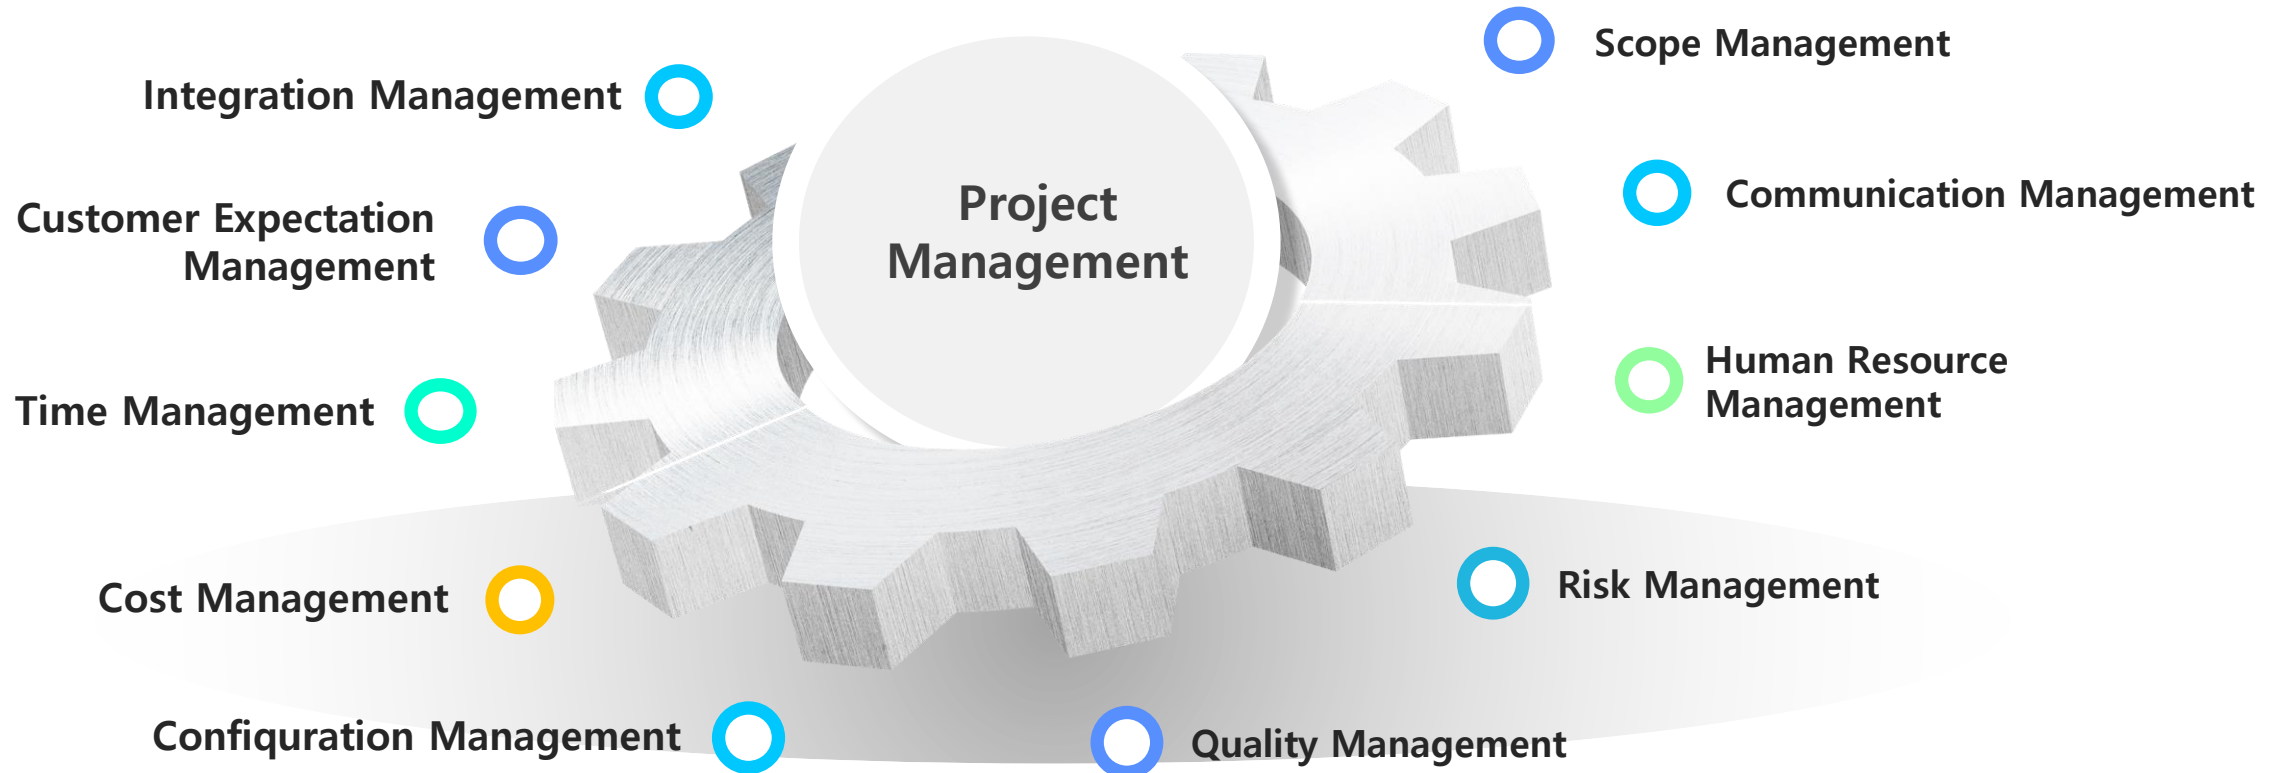 Integration Management
Customer Expectation
Management
Time Management
Cost Management
Confiquration Management
Project
Management
Scope Management
Communication Management
Human Resource
Management
Risk Management
Quality Management